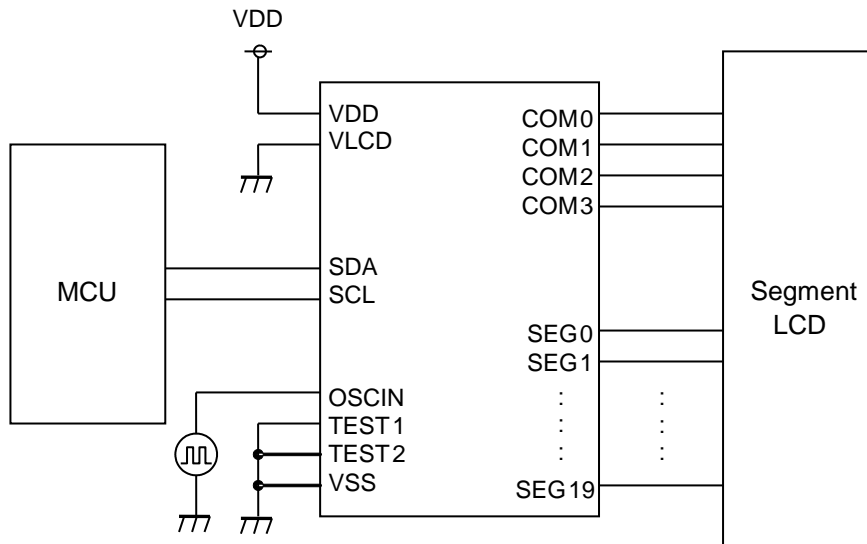 VDD
VDD
VLCD
COM0
COM1
COM2
COM3
SDA
SCL
MCU
Segment
LCD
SEG0
SEG1
OSCIN
TEST1
TEST2
VSS
SEG19